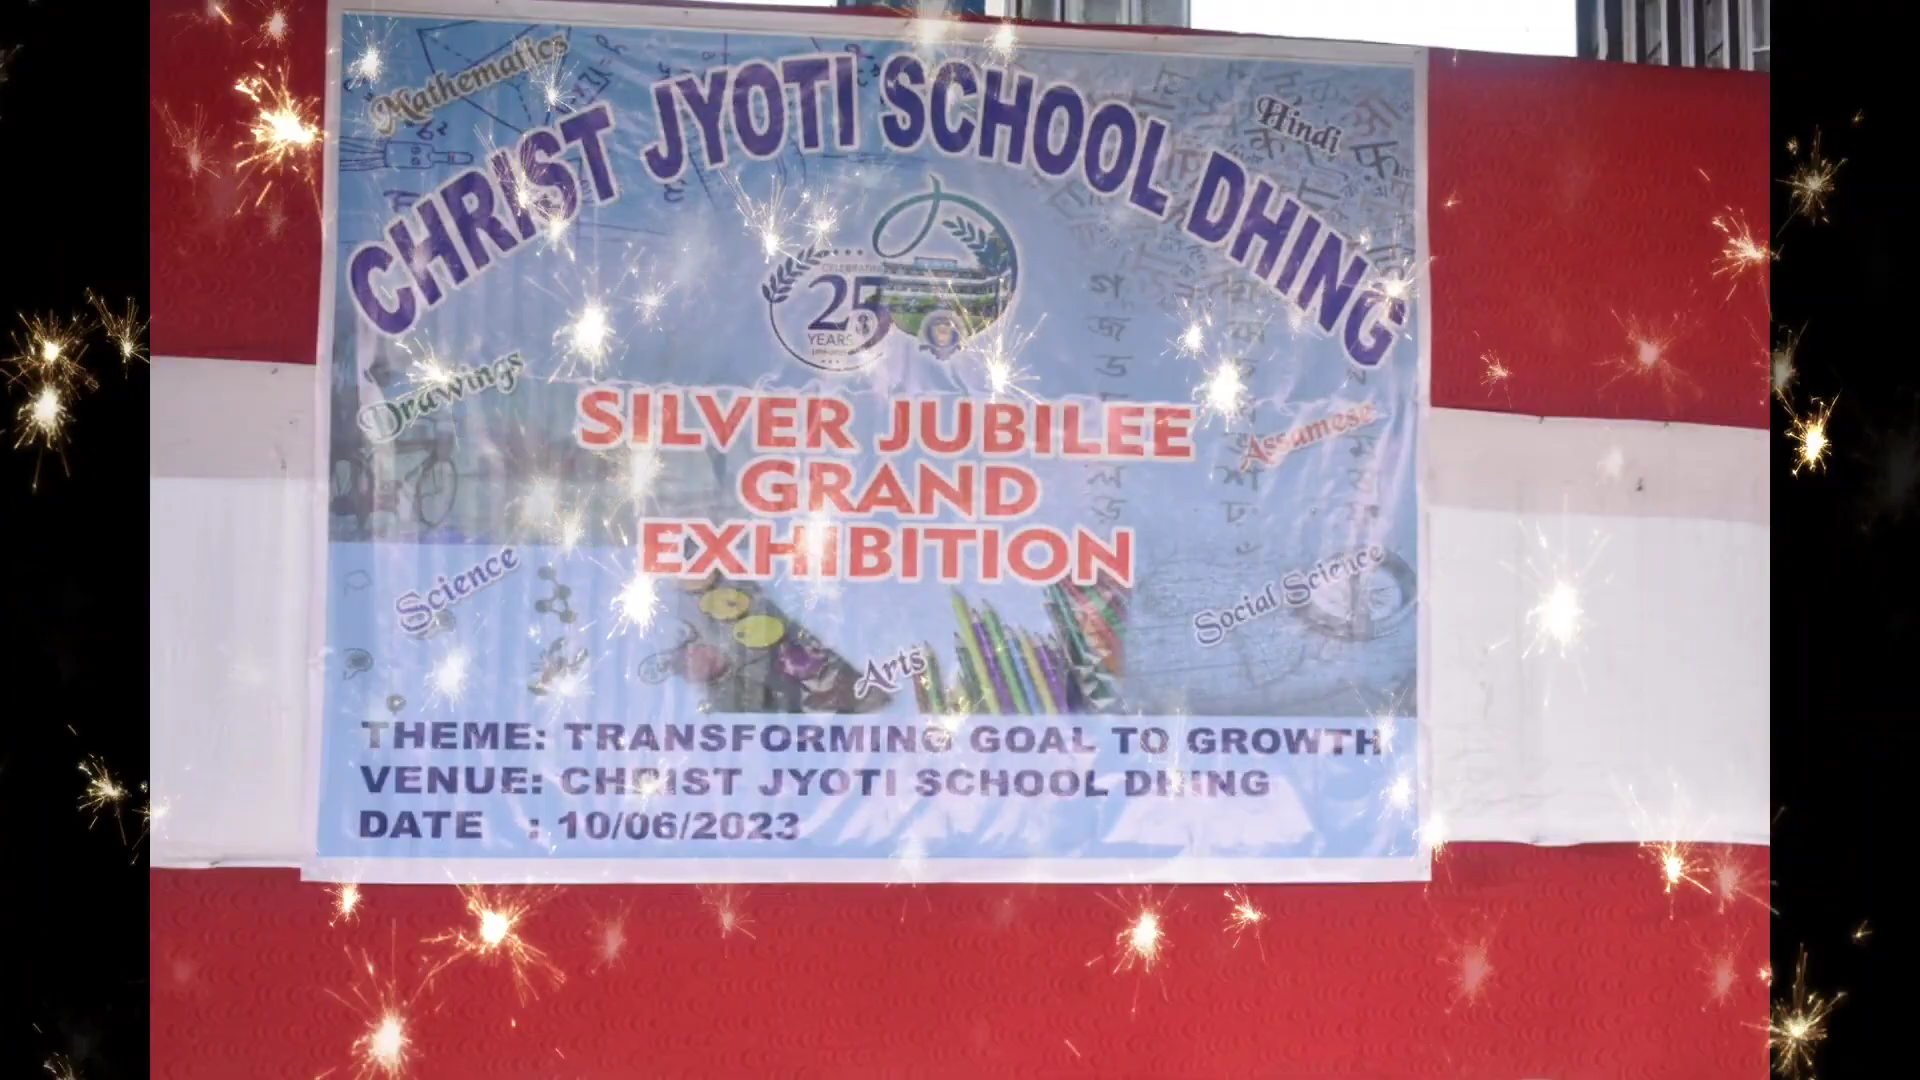 Mathematics
Hindi
CHRIST JYOTI SCHOOL DHING
CELEBRATING
25
YEARS
Drawings
Assamese
SILVER JUBILEE
GRAND
EXHIBITION
Science
Social Science
Arts
THEME: TRANSFORMING GOAL TO GROWTH
VENUE: CHRIST JYOTI SCHOOL DHING
DATE : 10/06/2023